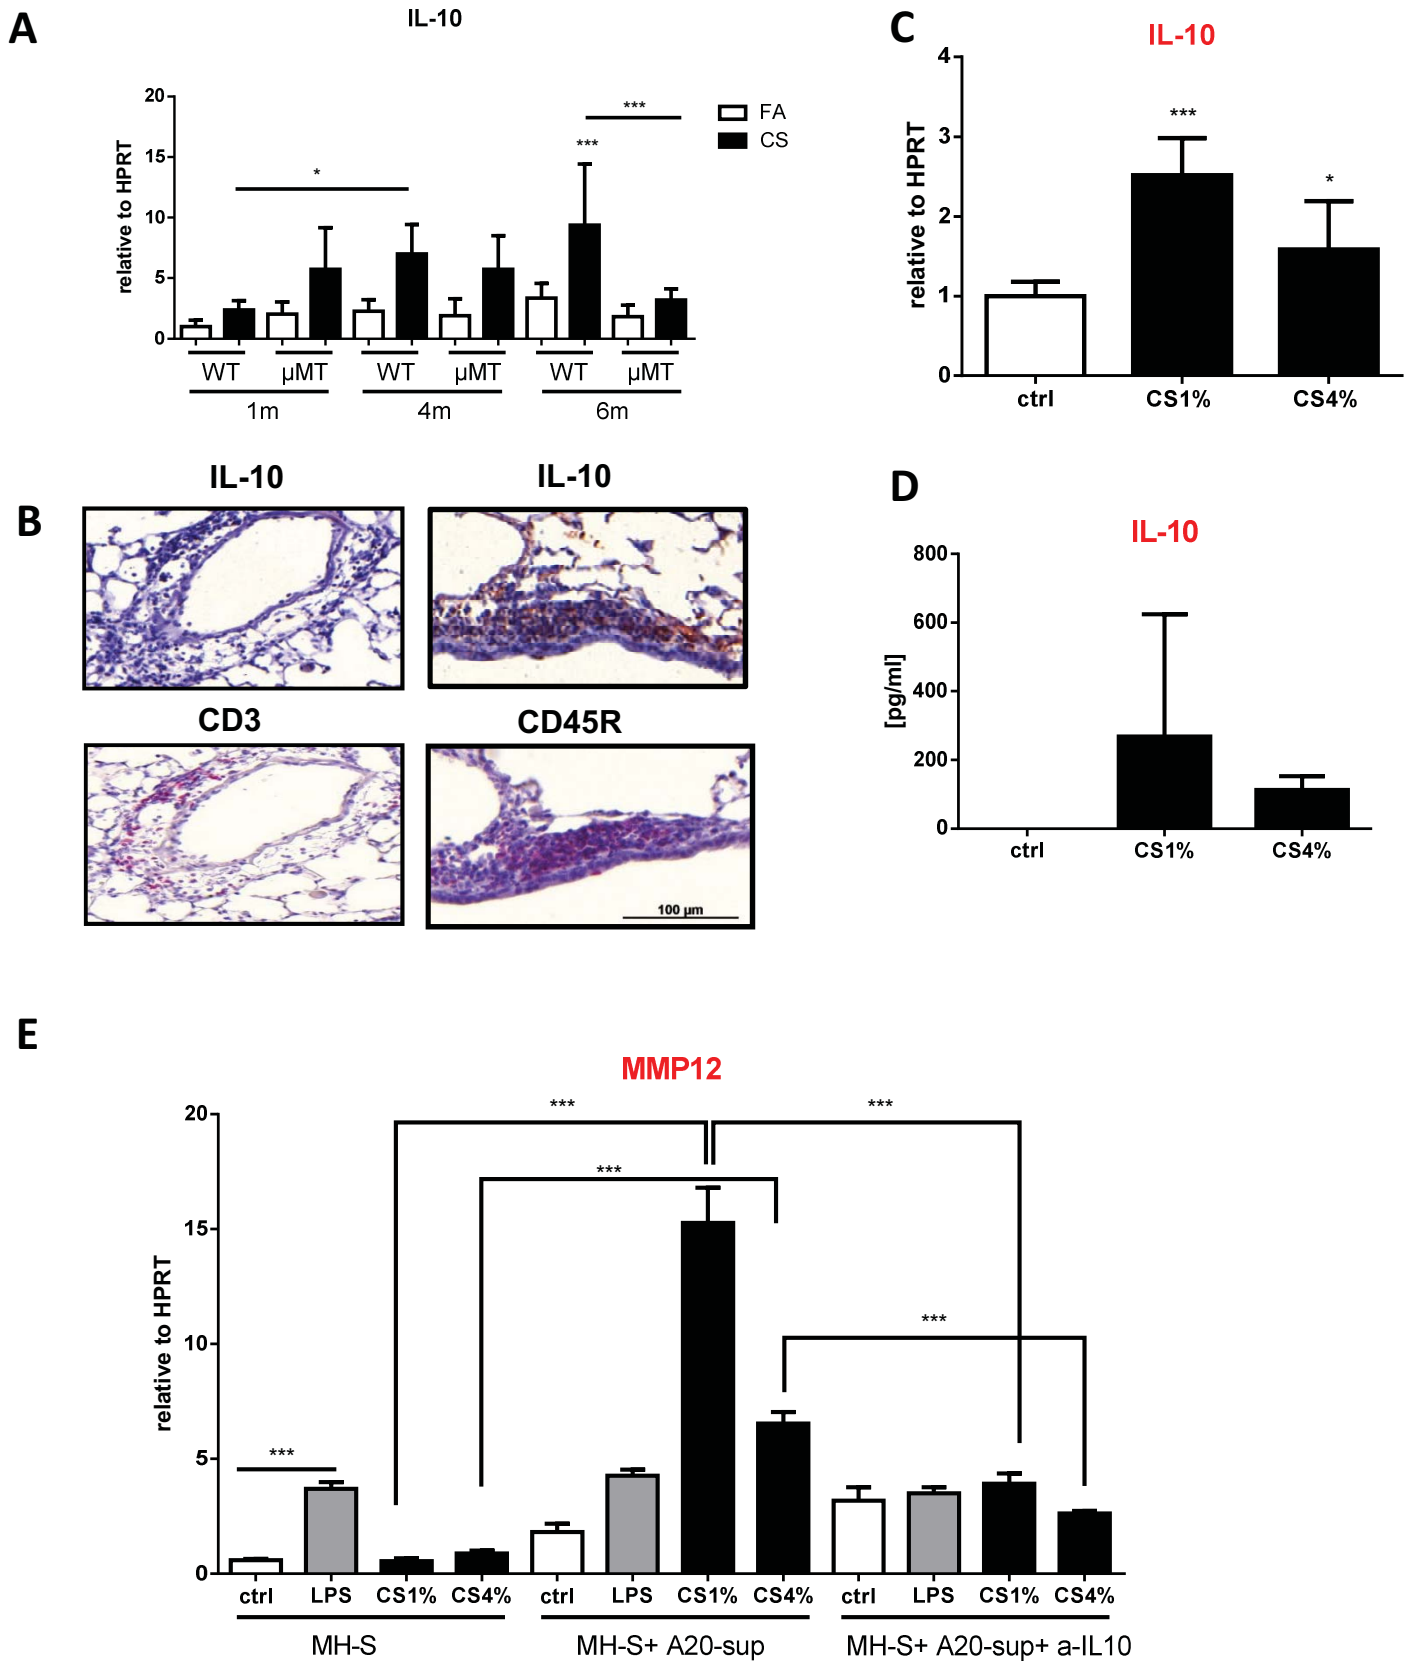 A
IL-10
20
15
10
5
0
relative to HPRT
*
***
***
FA
CS
WT
µMT
WT
µMT
WT
µMT
1m
4m
6m
C
IL-10
4
3
2
1
0
relative to HPRT
***
*
ctrl
CS1%
CS4%
B
IL-10
IL-10
CD3
CD45R
100 µm
D
IL-10
800
600
400
200
0
[pg/ml]
ctrl
CS1%
CS4%
E
MMP12
20
15
10
5
0
relative to HPRT
***
***
***
***
***
ctrl
LPS
CS1%
CS4%
ctrl
LPS
CS1%
CS4%
ctrl
LPS
CS1%
CS4%
MH-S
MH-S+ A20-sup
MH-S+ A20-sup+ a-IL10